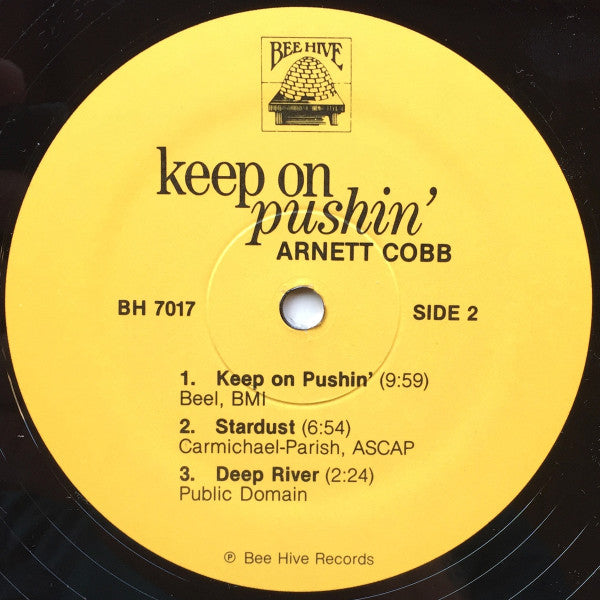 BEE HIVE
keep on
pushin'
ARNETT COBB
BH 7017
SIDE 2
1. Keep on Pushin' (9:59)
Beel, BMI
2. Stardust (6:54)
Carmichael-Parish, ASCAP
3. Deep River (2:24)
Public Domain
℗ Bee Hive Records